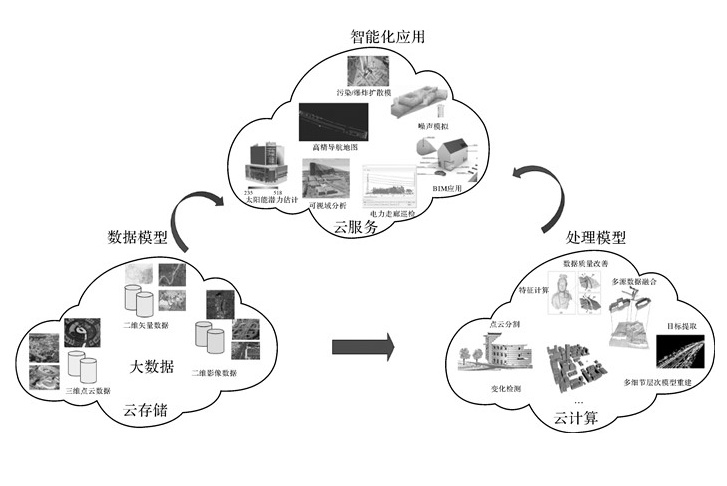 智能化应用
污染/爆炸扩散模
噪声模拟
高精导航地图
235 518
太阳能潜力估计
可视域分析
电力走廊巡检
BIM应用
云服务
数据模型
处理模型
二维矢量数据
大数据
三维点云数据
二维影像数据
云存储
数据质量改善
特征计算
多源数据融合
点云分割
目标提取
变化检测
多细节层次模型重建
…
云计算